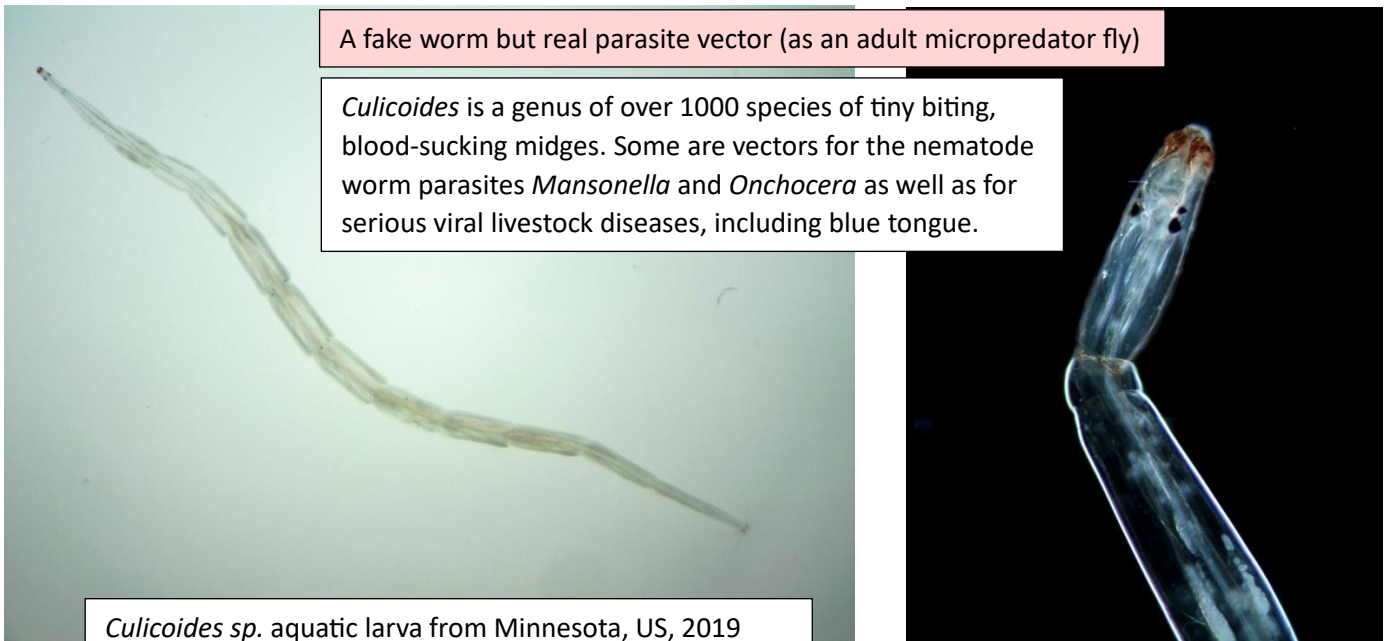 A fake worm but real parasite vector (as an adult micropredator fly)
Culicoides is a genus of over 1000 species of tiny biting,
blood-sucking midges. Some are vectors for the nematode
worm parasites Mansonella and Onchocera as well as for
serious viral livestock diseases, including blue tongue.
Culicoides sp. aquatic larva from Minnesota, US, 2019